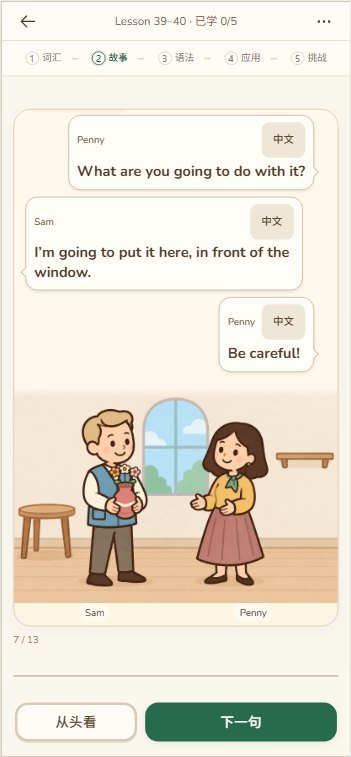 Lesson 39–40 · 已学 0/5
1 词汇 – 2 故事 – 3 语法 – 4 应用 – 5 挑战
Penny
中文
What are you going to do with it?
Sam
中文
I'm going to put it here, in front of the
window.
Penny
中文
Be careful!
Sam
Penny
7 / 13
从头看
下一句